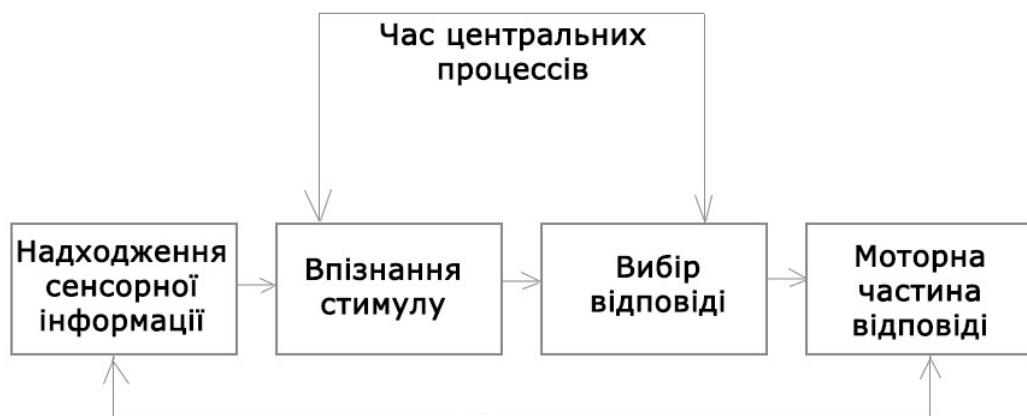 Час центральних
процессів
Надходження
сенсорної
інформації
Впізнання
стимулу
Вибір
відповіді
Моторна
частина
відповіді